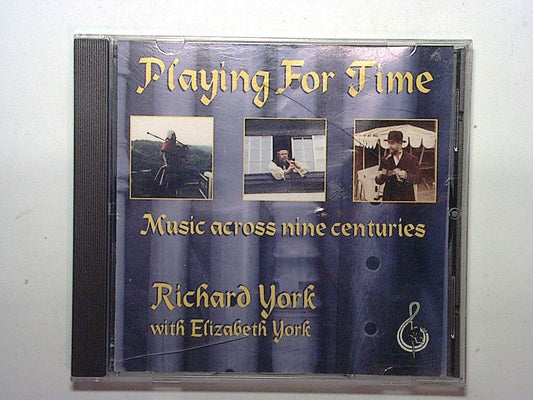 Playing For Time
Music across nine centuries
Richard York
with Elizabeth York